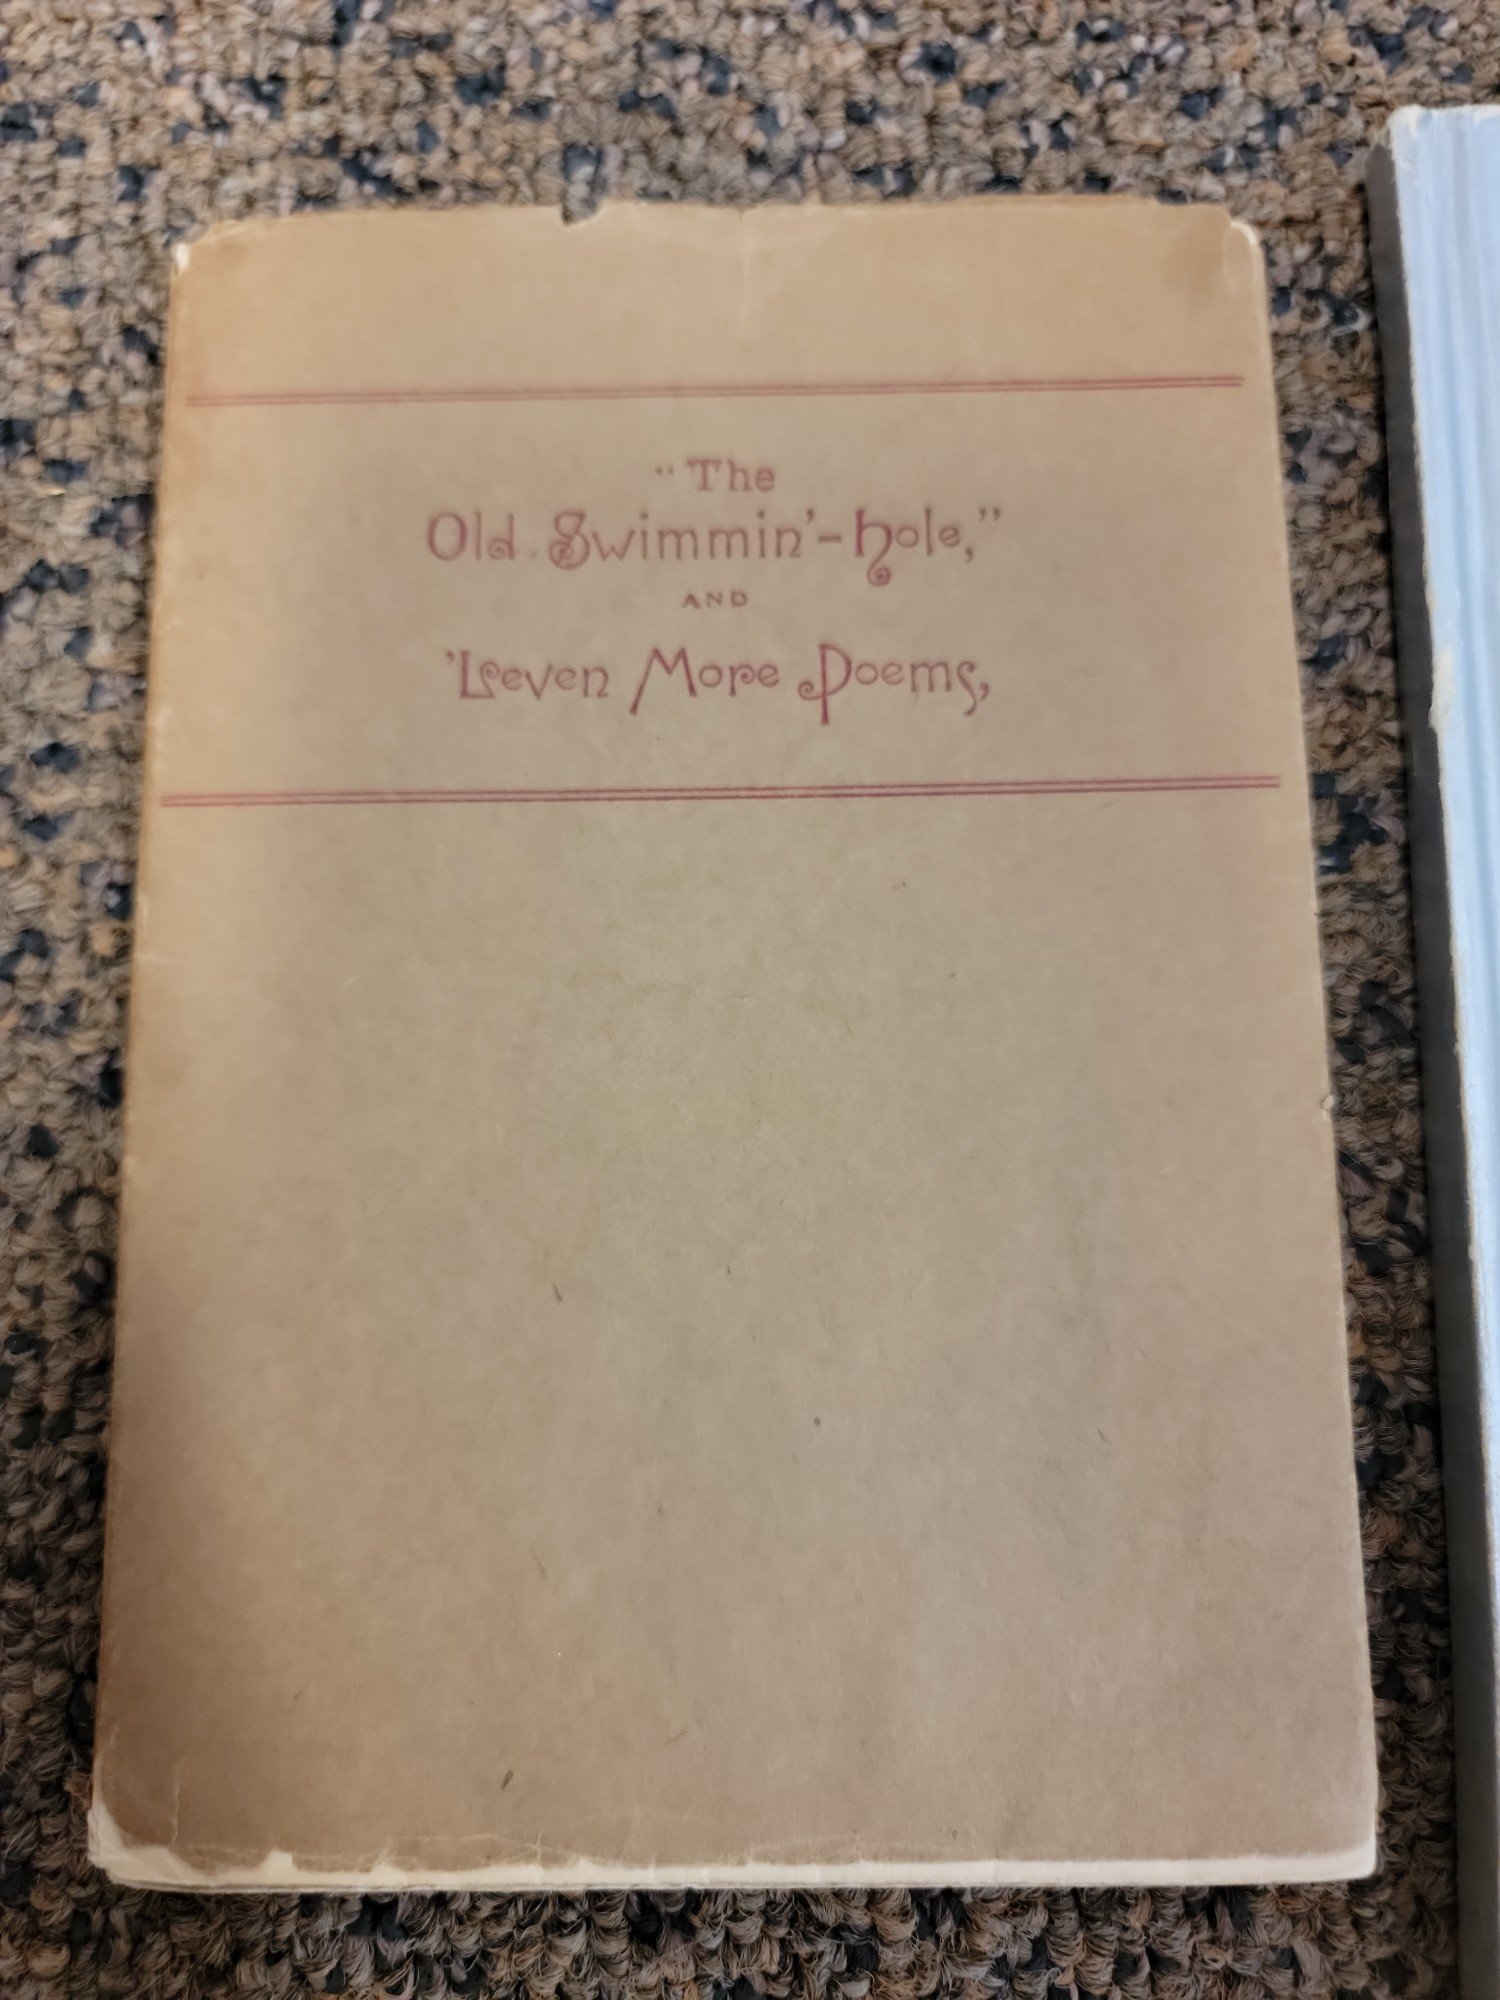 "The
Old Swimmin'-Hole,"
AND
'Leven More Poems,